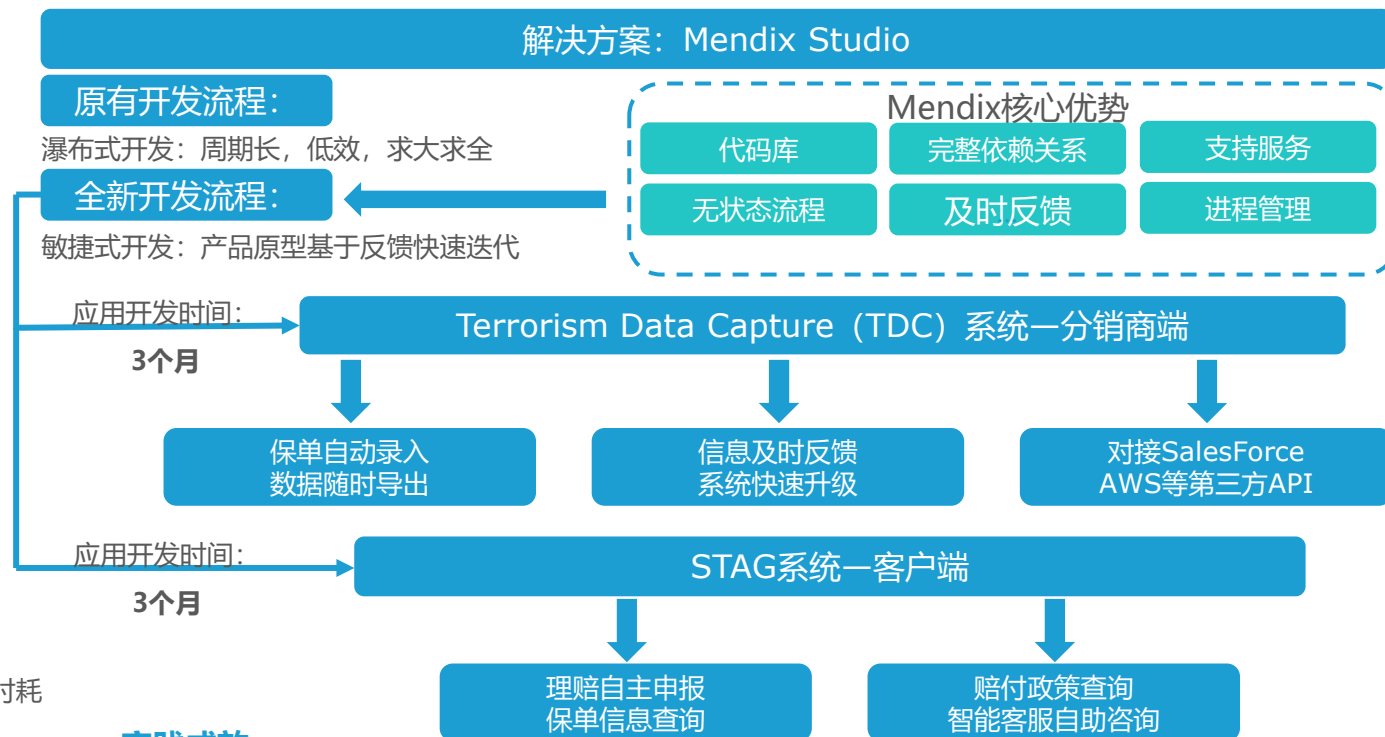 解决方案：Mendix Studio
原有开发流程：
瀑布式开发：周期长，低效，求大求全
全新开发流程：
敏捷式开发：产品原型基于反馈快速迭代
Mendix核心优势
代码库
完整依赖关系
支持服务
无状态流程
及时反馈
进程管理
应用开发时间：
3个月
Terrorism Data Capture（TDC）系统—分销商端
保单自动录入
数据随时导出
信息及时反馈
系统快速升级
对接SalesForce
AWS等第三方API
应用开发时间：
3个月
STAG系统—客户端
理赔自主申报
保单信息查询
赔付政策查询
智能客服自助咨询
时耗